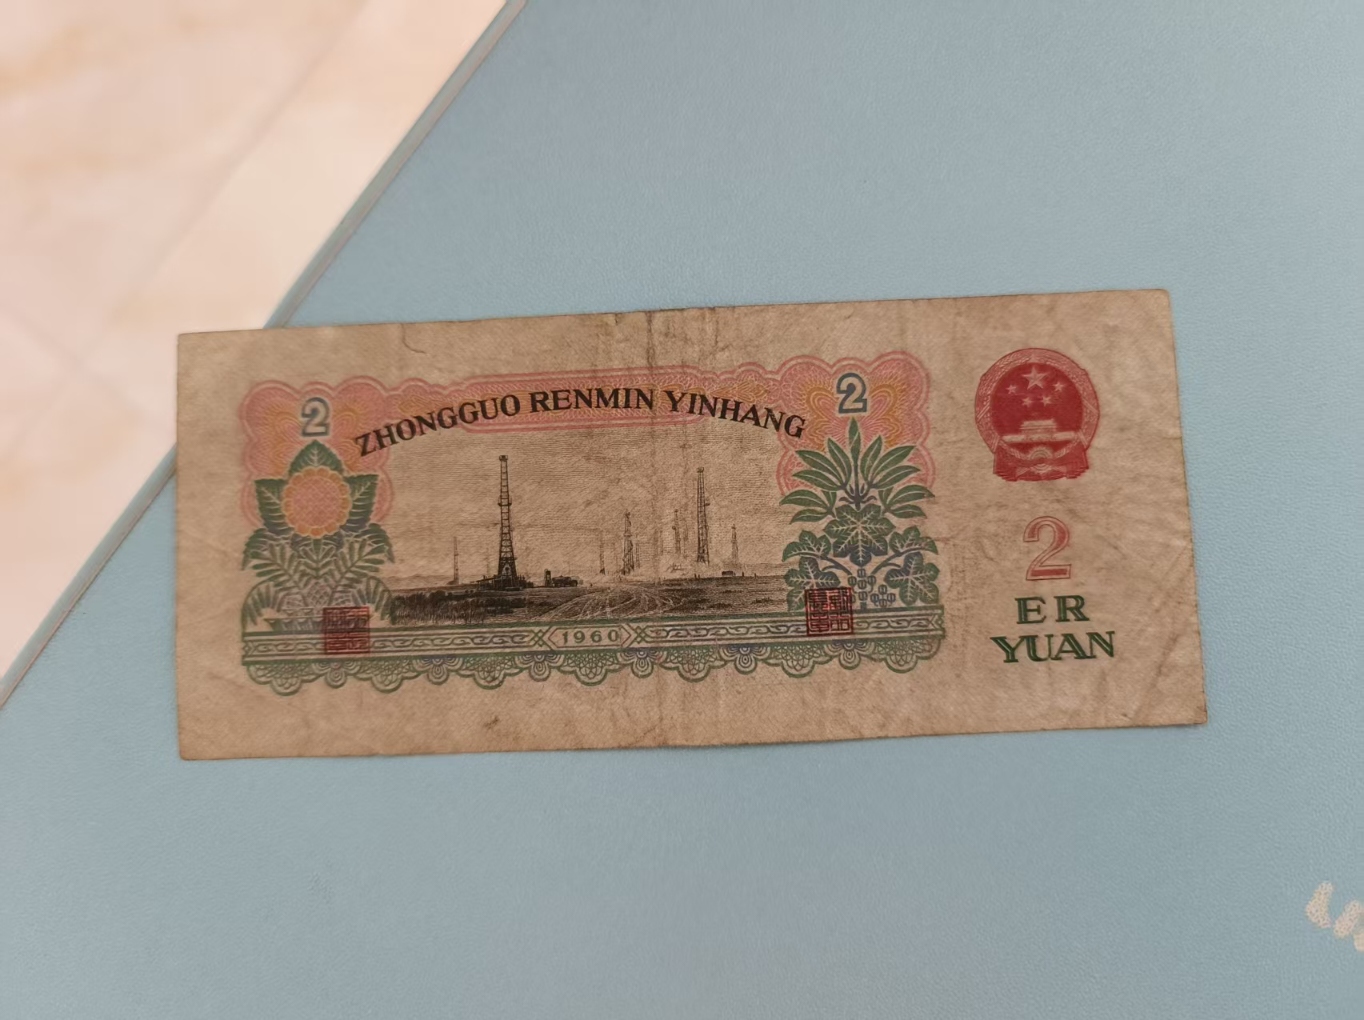 ZHONGGUO RENMIN YINHANG
2
2
1960
2
ER
YUAN